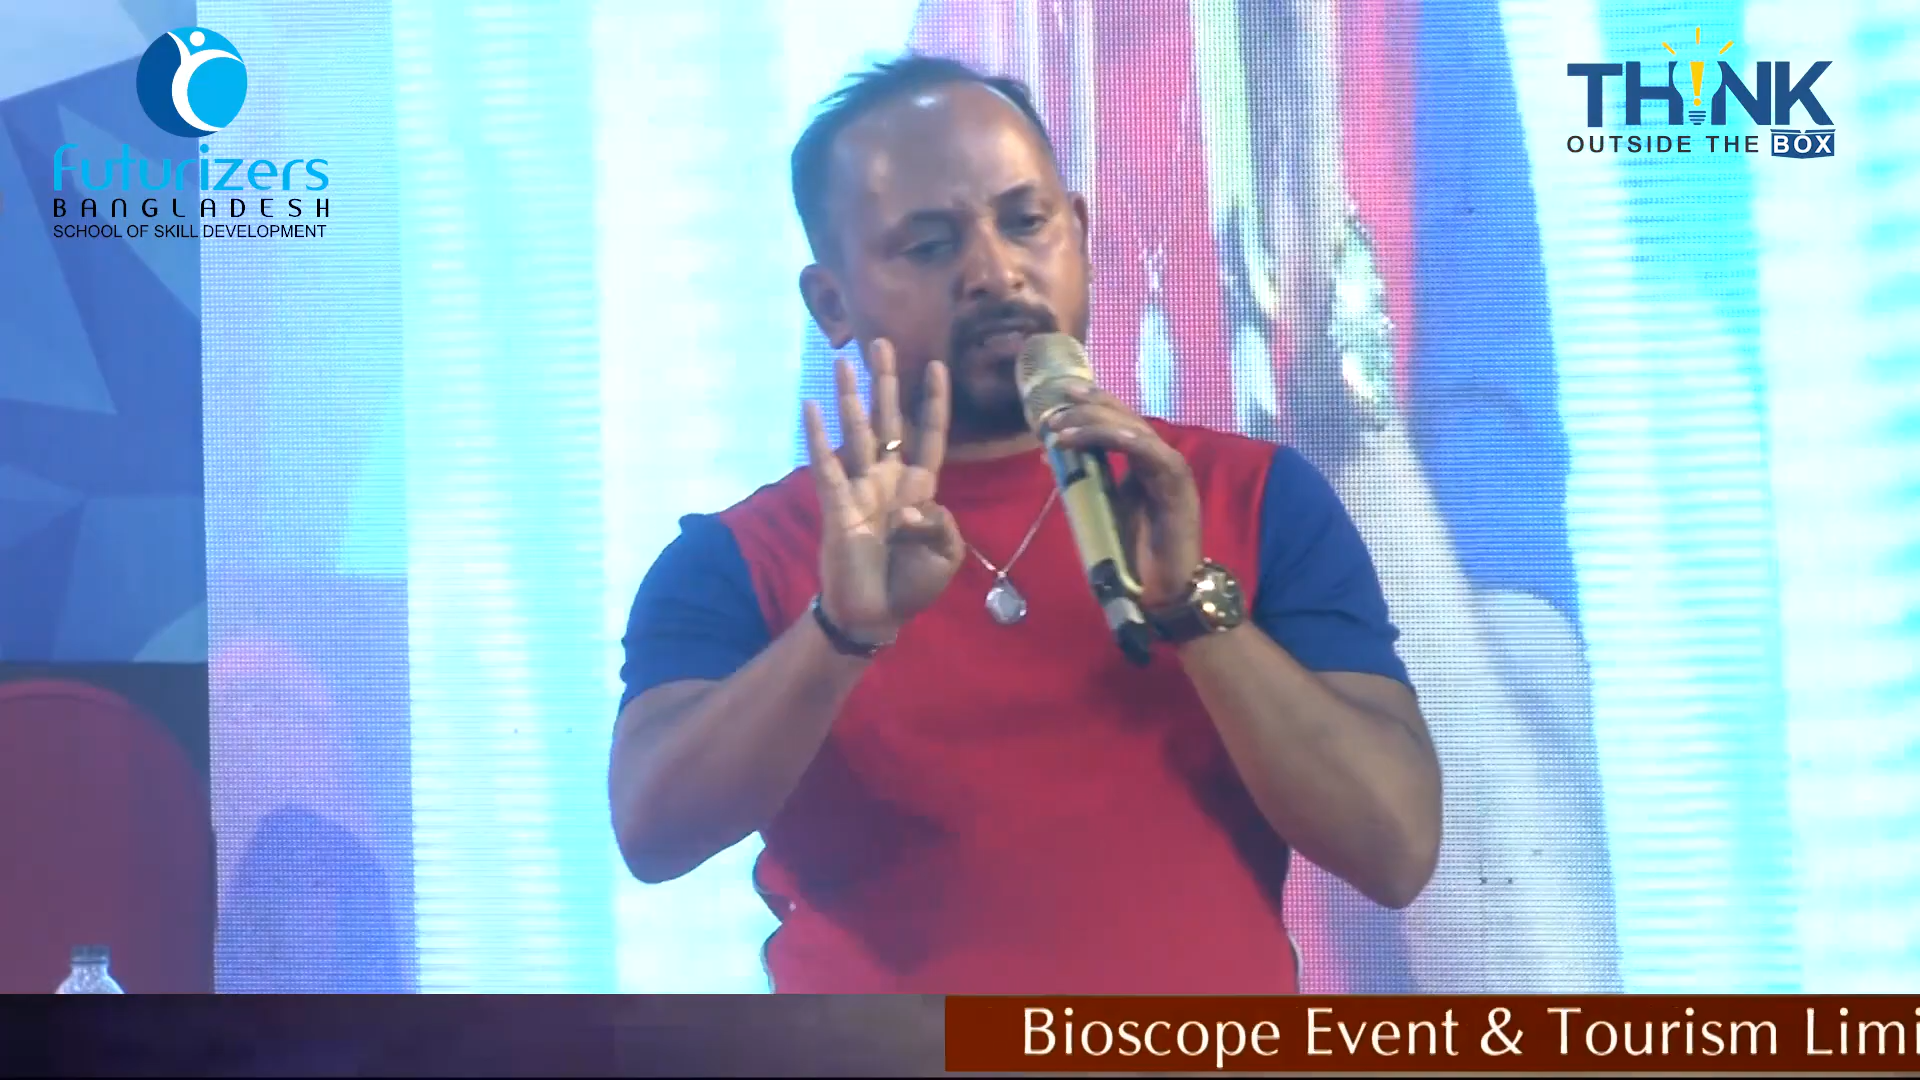 futurizers
BANGLADESH
SCHOOL OF SKILL DEVELOPMENT
THINK
OUTSIDE THE BOX
Bioscope Event & Tourism Limi